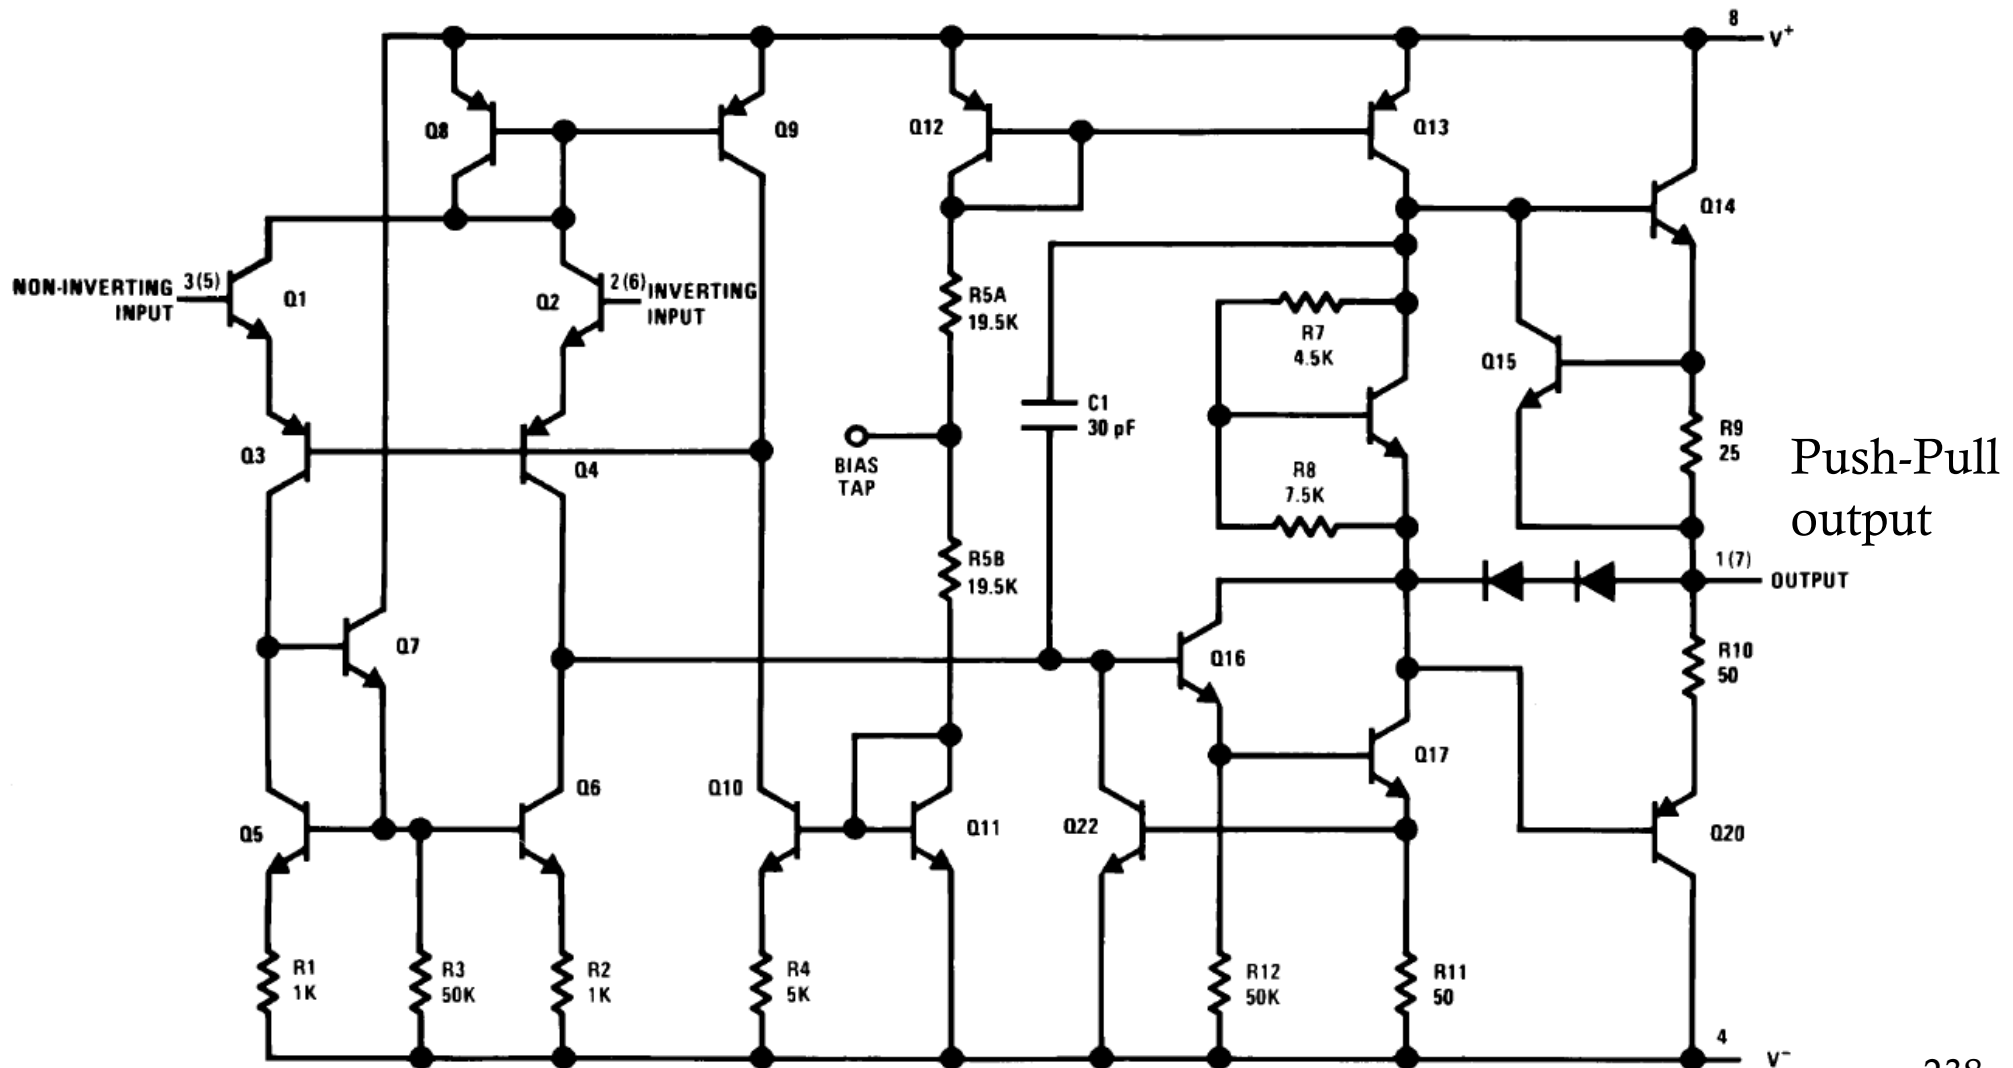 8
V+
Q8
Q9
Q12
Q13
Q14
NON-INVERTING
INPUT
3(5)
Q1
Q2
2(6)
INVERTING
INPUT
R5A
19.5K
R7
4.5K
Q15
C1
30 pF
R9
25
Push-Pull
output
Q3
Q4
BIAS
TAP
R8
7.5K
1(7)
OUTPUT
R5B
19.5K
Q7
Q16
R10
50
Q17
Q5
Q6
Q10
Q11
Q22
Q20
R1
1K
R3
50K
R2
1K
R4
5K
R12
50K
R11
50
4
V-